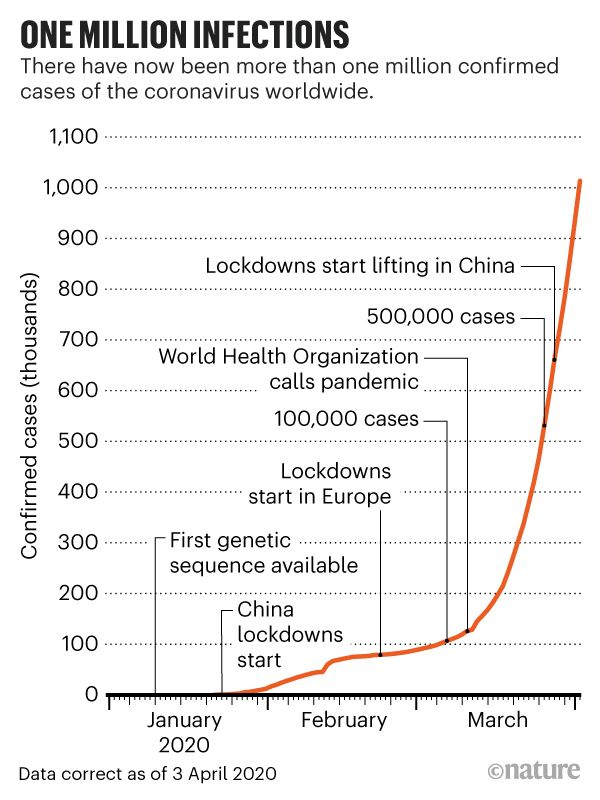 ONE MILLION INFECTIONS
There have now been more than one million confirmed
cases of the coronavirus worldwide.
1,100
1,000
900
800
700
600
500
400
300
200
100
0
Confirmed cases (thousands)
Lockdowns start lifting in China
500,000 cases
World Health Organization
calls pandemic
100,000 cases
Lockdowns
start in Europe
First genetic
sequence available
China
lockdowns
start
January
2020
February
March
Data correct as of 3 April 2020
©nature